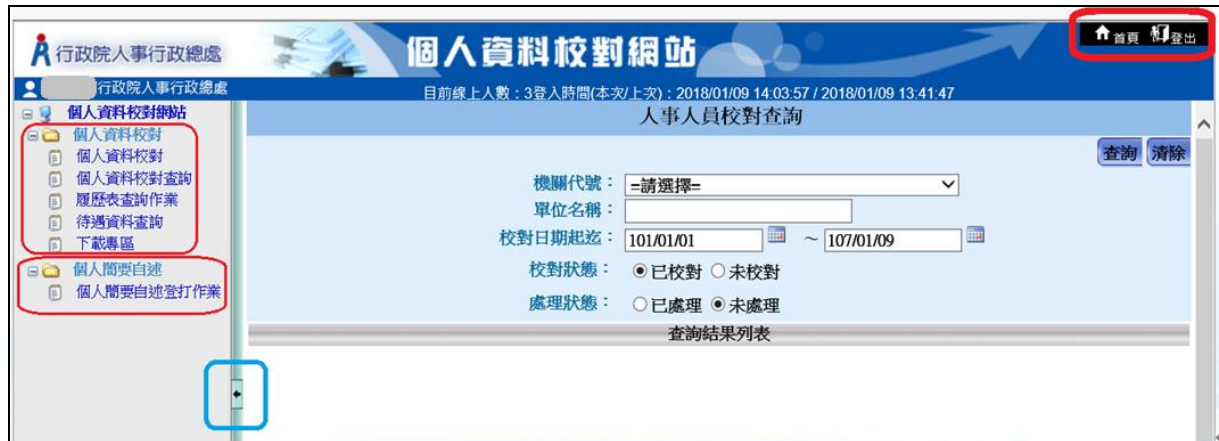 行政院人事行政總處
個人資料校對網站
首頁 登出
行政院人事行政總處
目前線上人數：3登入時間(本次/上次)：2018/01/09 14:03:57 / 2018/01/09 13:41:47
個人資料校對網站
個人資料校對
個人資料校對
個人資料校對查詢
履歷表查詢作業
待遇資料查詢
下載專區
個人簡要自述
個人簡要自述登打作業
人事人員校對查詢
查詢 清除
機關代號： =請選擇=
單位名稱：
校對日期起迄： 101/01/01 ~ 107/01/09
校對狀態： 已校對 未校對
處理狀態： 已處理 未處理
查詢結果列表